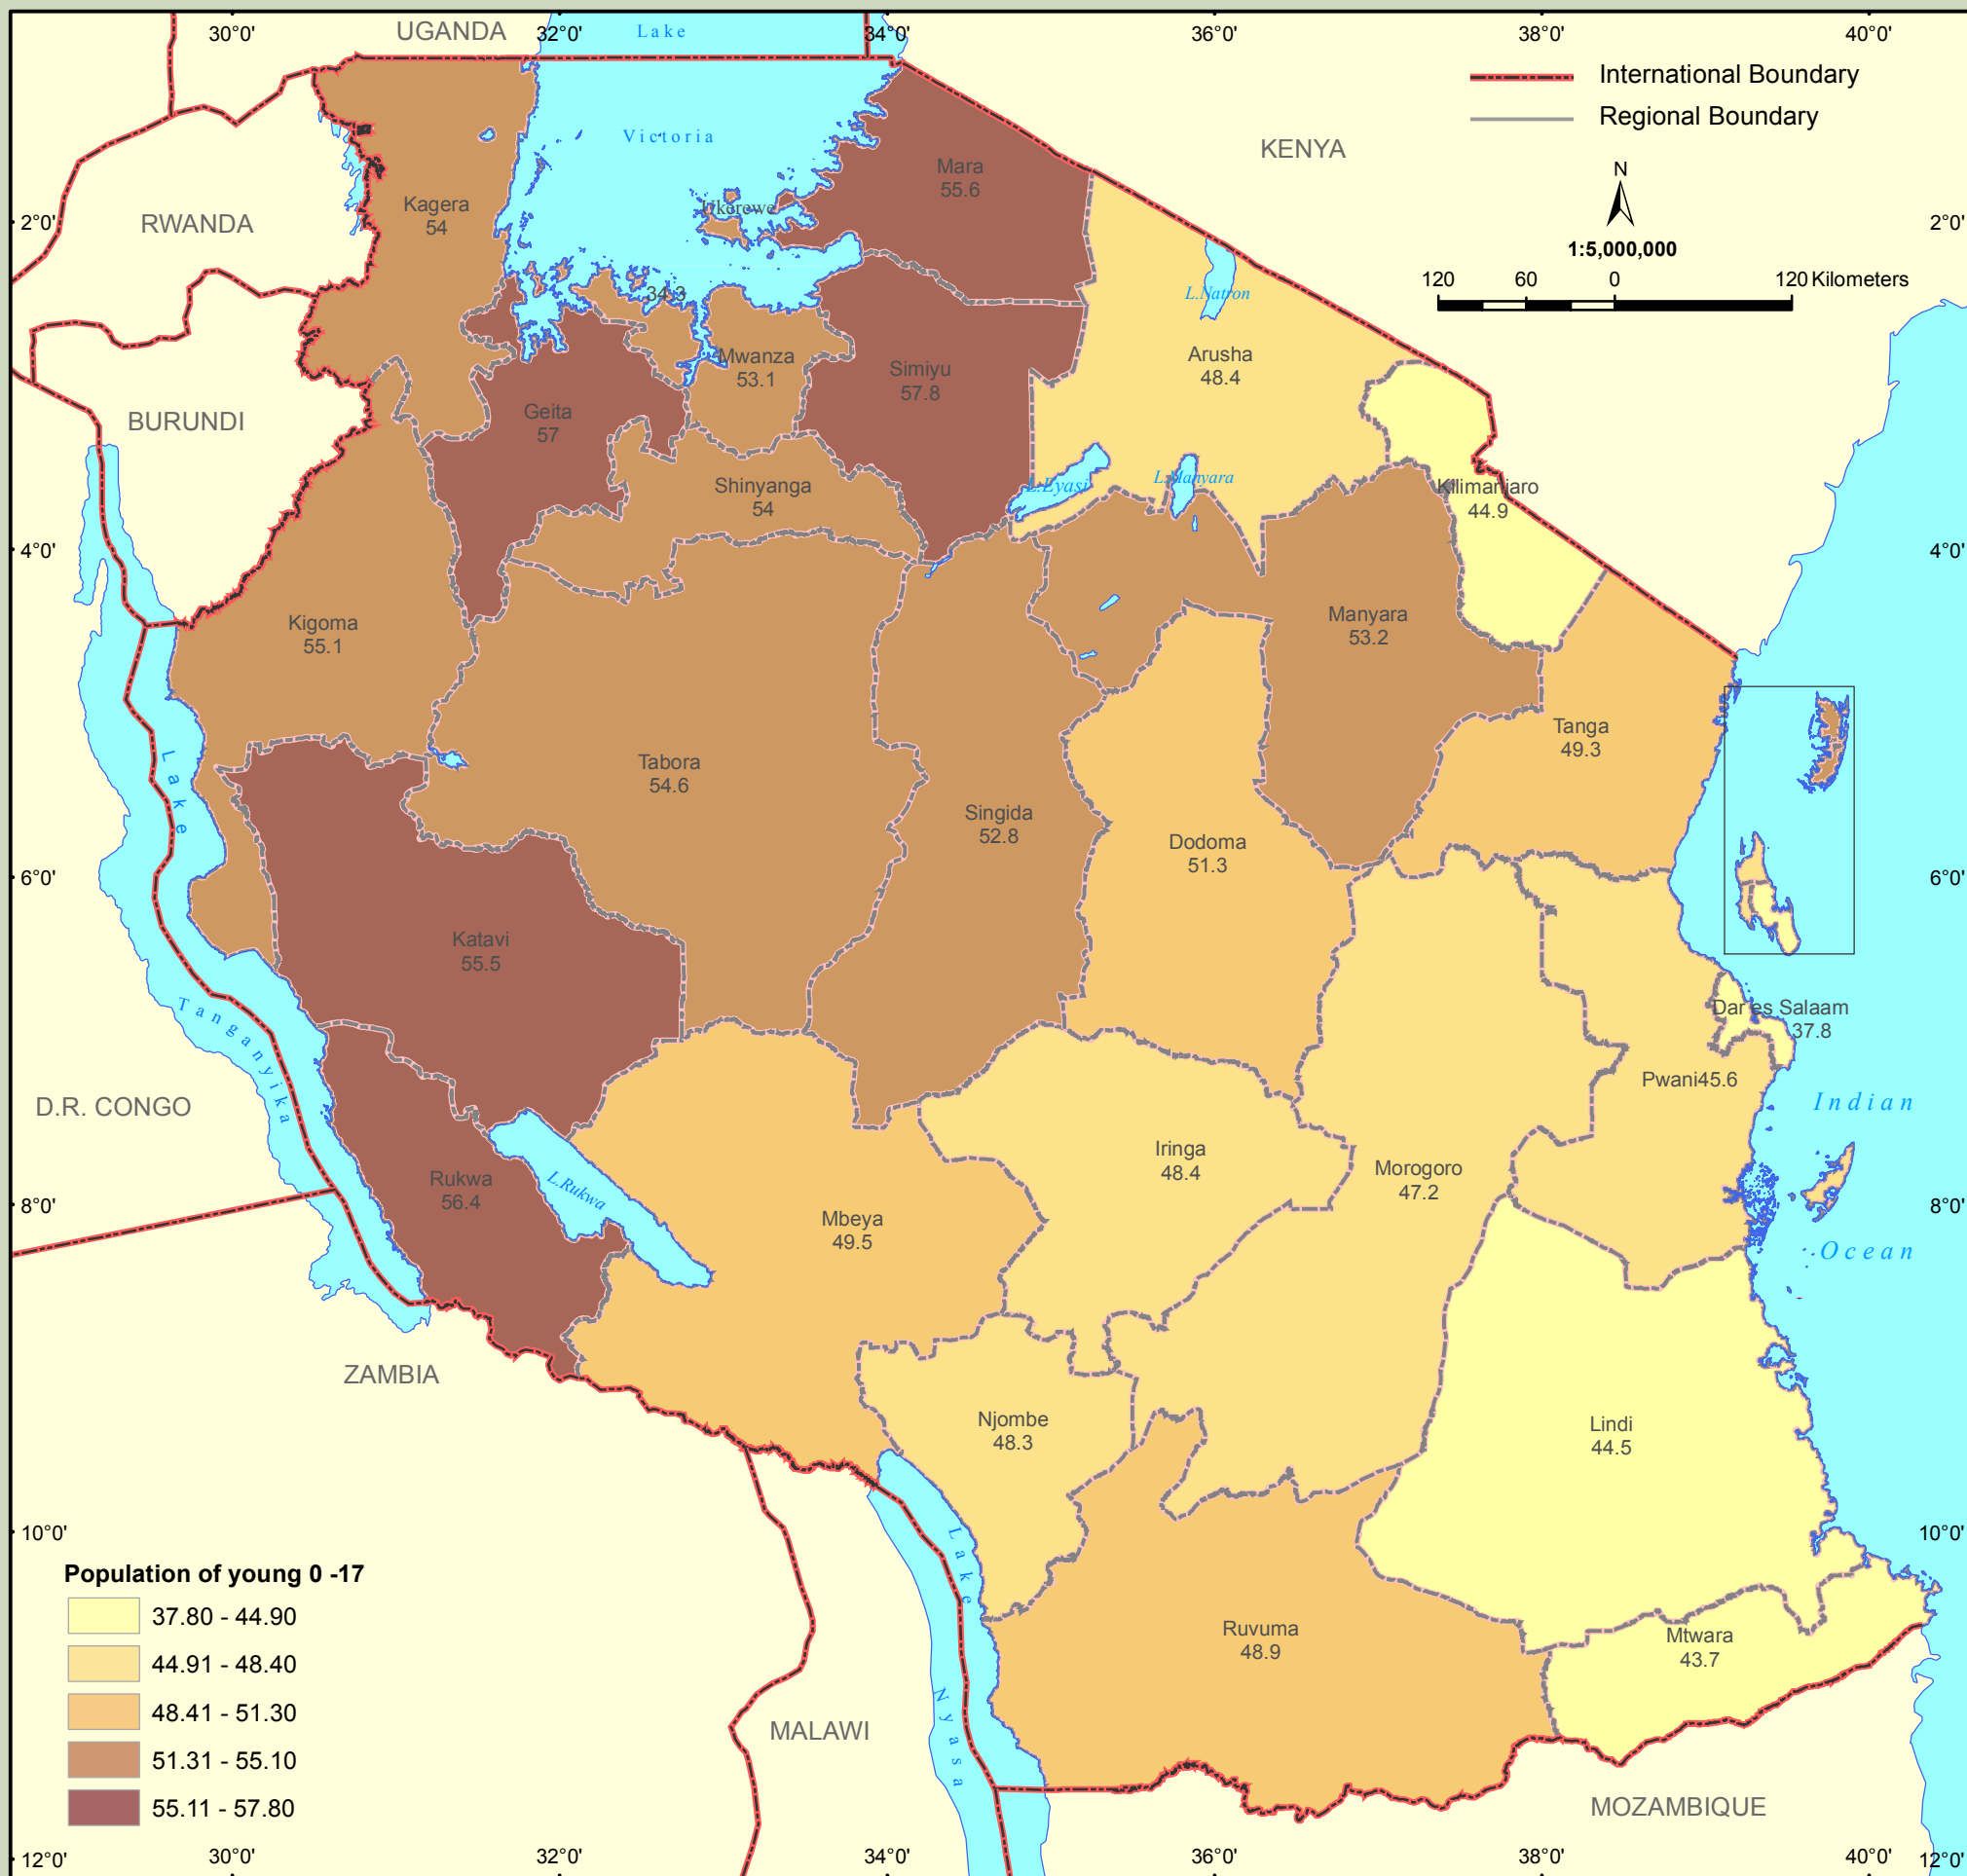 30°0'
UGANDA
32°0'
Lake
34°0'
36°0'
38°0'
40°0'
International Boundary
Regional Boundary
KENYA
N
1:5,000,000
120 60 0 120 Kilometers
Victoria
Mara
55.6
Kagera
54
Ukerewe
RWANDA
2°0'
2°0'
34.3
L.Natron
Arusha
48.4
Mwanza
53.1
Simiyu
57.8
Geita
57
BURUNDI
Shinyanga
54
L.Eyasi
L.Manyara
Kilimanjaro
44.9
4°0'
4°0'
Kigoma
55.1
Manyara
53.2
Tanga
49.3
Tabora
54.6
Singida
52.8
Dodoma
51.3
6°0'
6°0'
Lake
Tanganyika
Katavi
55.5
Dar es Salaam
37.8
Pwani45.6
Indian
Ocean
D.R. CONGO
Iringa
48.4
Morogoro
47.2
Rukwa
56.4
L.Rukwa
8°0'
8°0'
Mbeya
49.5
ZAMBIA
Njombe
48.3
Lindi
44.5
10°0'
10°0'
Lake
Nyasa
Ruvuma
48.9
Mtwara
43.7
MALAWI
MOZAMBIQUE
Population of young 0 -17
37.80 - 44.90
44.91 - 48.40
48.41 - 51.30
51.31 - 55.10
55.11 - 57.80
12°0'
30°0'
32°0'
34°0'
36°0'
38°0'
40°0'
12°0'